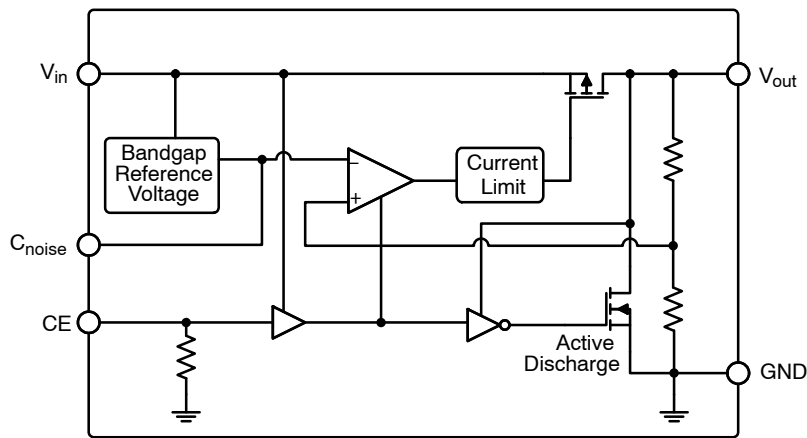 Vin
Vout
Bandgap
Reference
Voltage
−
+
Current
Limit
Cnoise
CE
Active
Discharge
GND